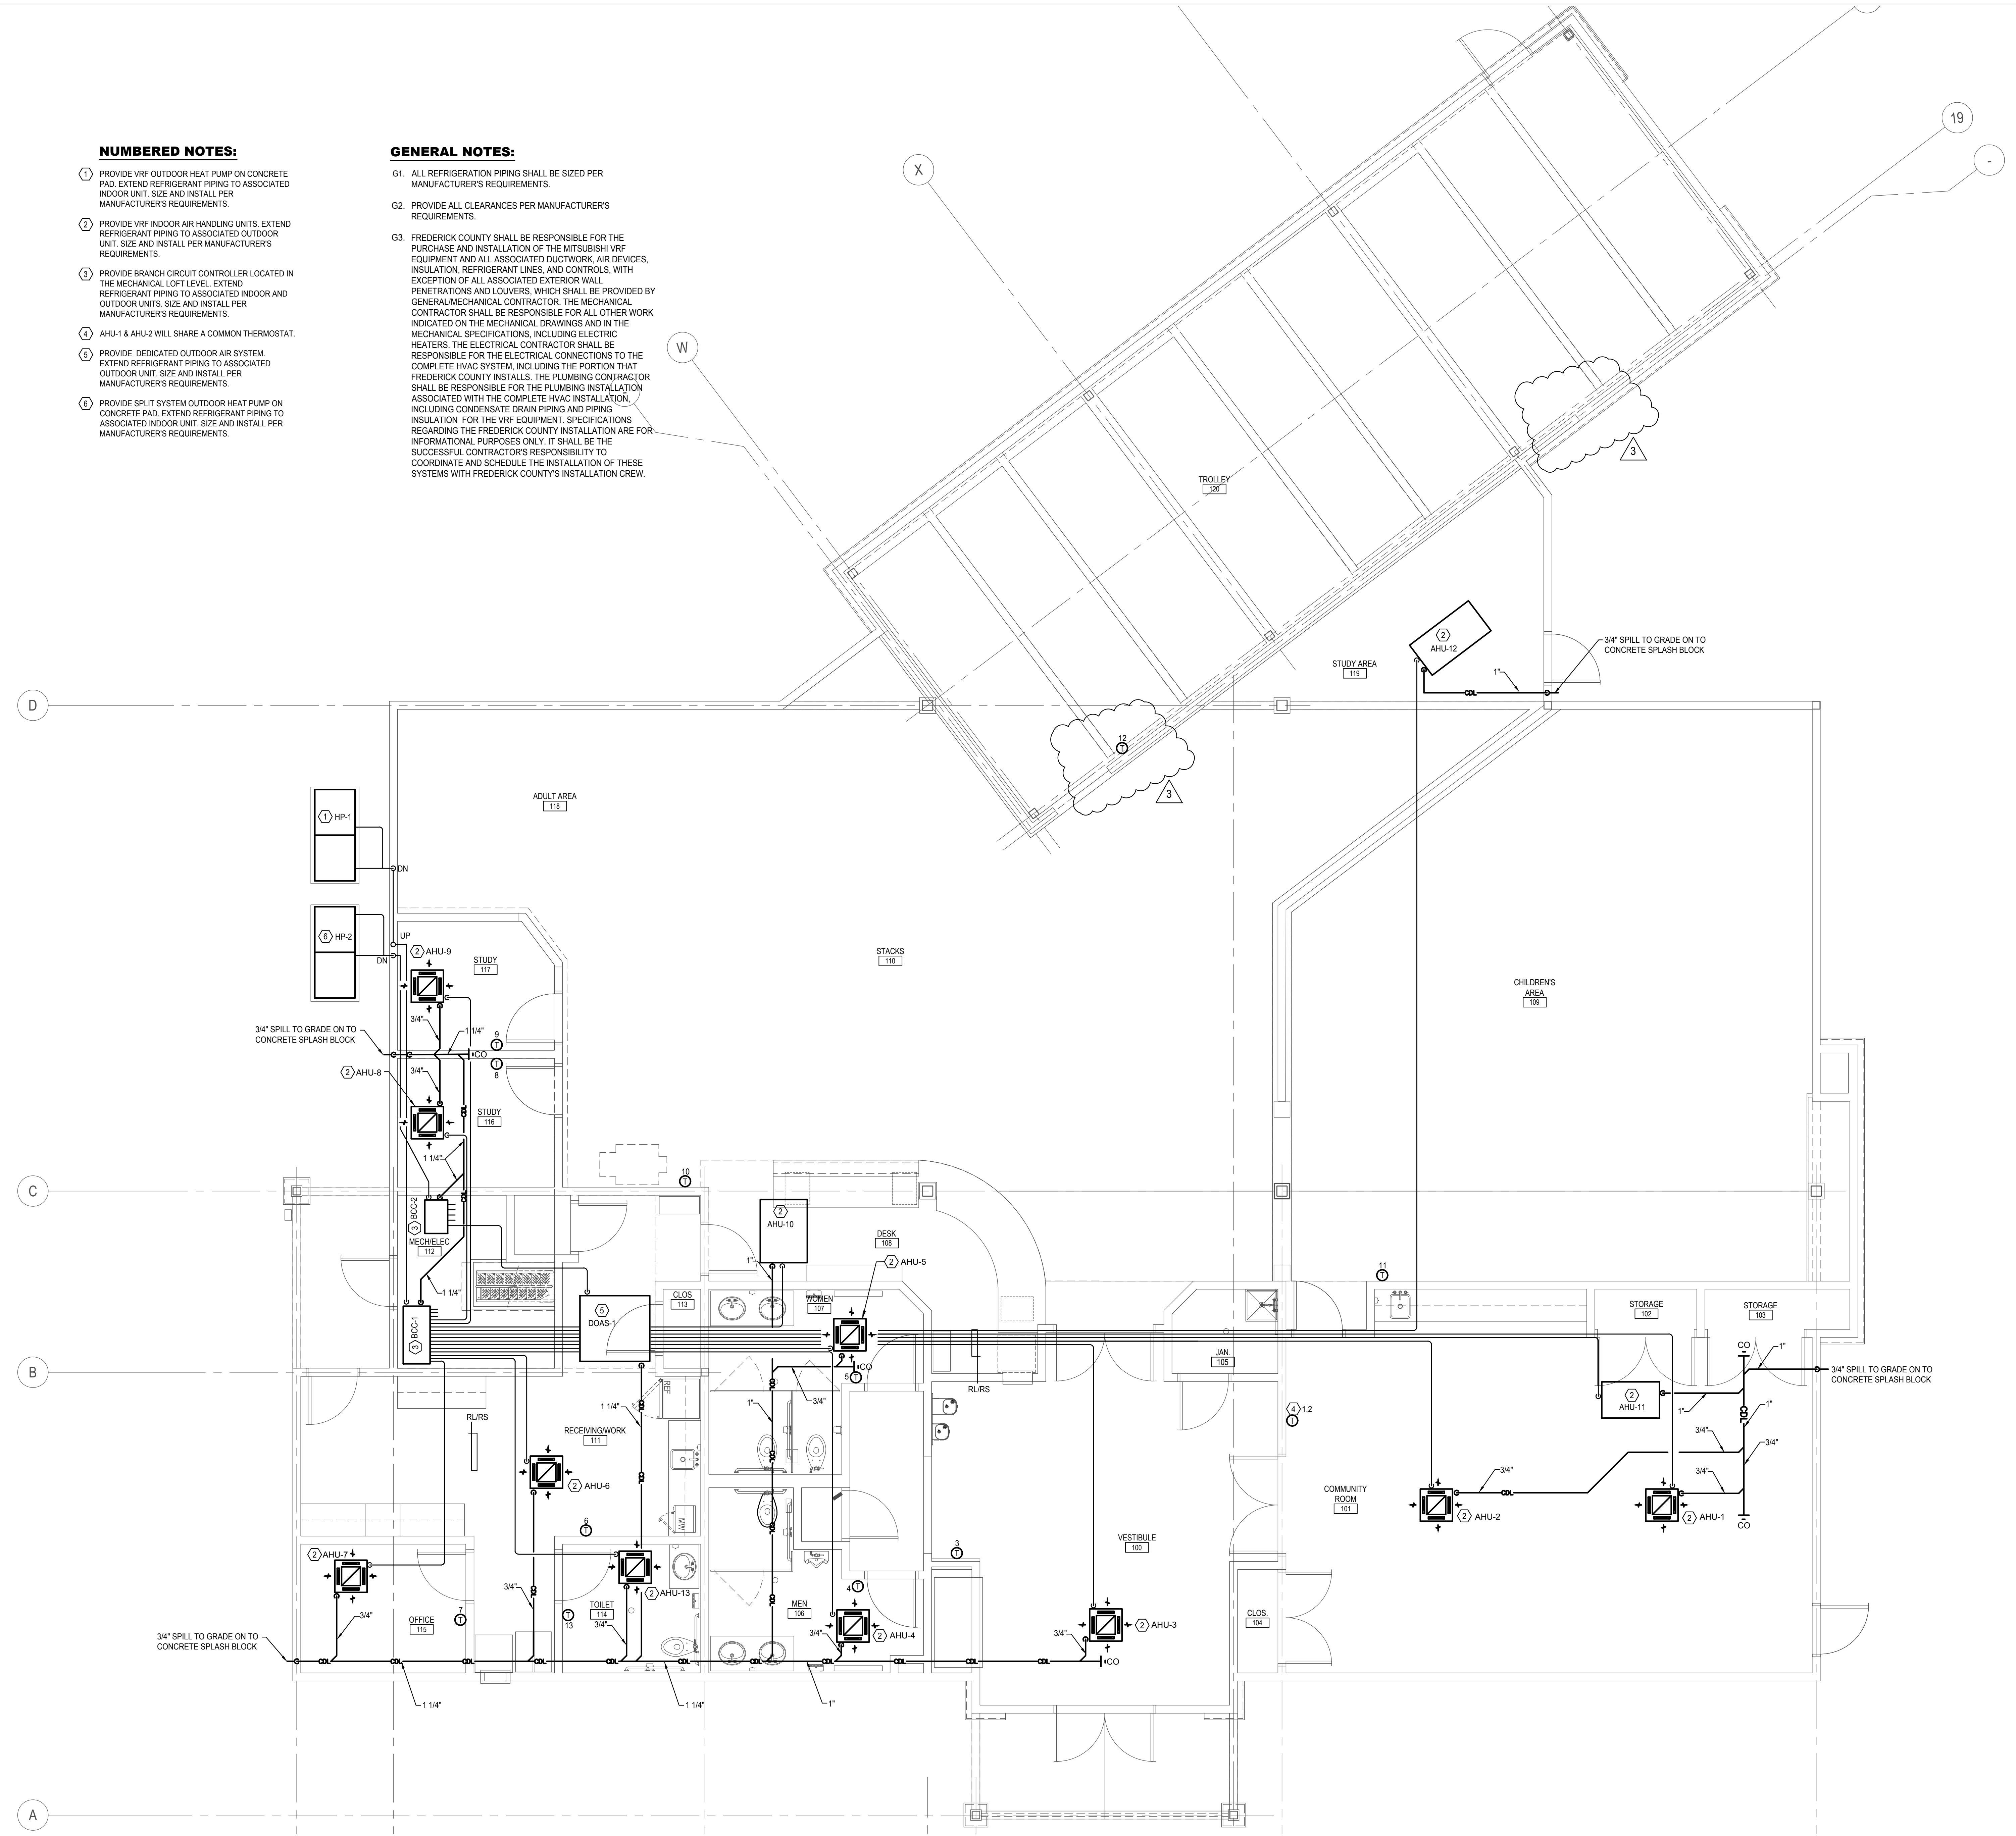 NUMBERED NOTES:
1 PROVIDE VRF OUTDOOR HEAT PUMP ON CONCRETE
PAD. EXTEND REFRIGERANT PIPING TO ASSOCIATED
INDOOR UNIT. SIZE AND INSTALL PER
MANUFACTURER'S REQUIREMENTS.
2 PROVIDE VRF INDOOR AIR HANDLING UNITS. EXTEND
REFRIGERANT PIPING TO ASSOCIATED OUTDOOR
UNIT. SIZE AND INSTALL PER MANUFACTURER'S
REQUIREMENTS.
3 PROVIDE BRANCH CIRCUIT CONTROLLER LOCATED IN
THE MECHANICAL LOFT LEVEL. EXTEND
REFRIGERANT PIPING TO ASSOCIATED INDOOR AND
OUTDOOR UNITS. SIZE AND INSTALL PER
MANUFACTURER'S REQUIREMENTS.
4 AHU-1 & AHU-2 WILL SHARE A COMMON THERMOSTAT.
5 PROVIDE DEDICATED OUTDOOR AIR SYSTEM.
EXTEND REFRIGERANT PIPING TO ASSOCIATED
OUTDOOR UNIT. SIZE AND INSTALL PER
MANUFACTURER'S REQUIREMENTS.
6 PROVIDE SPLIT SYSTEM OUTDOOR HEAT PUMP ON
CONCRETE PAD. EXTEND REFRIGERANT PIPING TO
ASSOCIATED INDOOR UNIT. SIZE AND INSTALL PER
MANUFACTURER'S REQUIREMENTS.
GENERAL NOTES:
G1. ALL REFRIGERATION PIPING SHALL BE SIZED PER
MANUFACTURER'S REQUIREMENTS.
G2. PROVIDE ALL CLEARANCES PER MANUFACTURER'S
REQUIREMENTS.
G3. FREDERICK COUNTY SHALL BE RESPONSIBLE FOR THE
PURCHASE AND INSTALLATION OF THE MITSUBISHI VRF
EQUIPMENT AND ALL ASSOCIATED DUCTWORK, AIR DEVICES,
INSULATION, REFRIGERANT LINES, AND CONTROLS, WITH
EXCEPTION OF ALL ASSOCIATED EXTERIOR WALL
PENETRATIONS AND LOUVERS, WHICH SHALL BE PROVIDED BY
GENERAL/MECHANICAL CONTRACTOR. THE MECHANICAL
CONTRACTOR SHALL BE RESPONSIBLE FOR ALL OTHER WORK
INDICATED ON THE MECHANICAL DRAWINGS AND IN THE
MECHANICAL SPECIFICATIONS, INCLUDING ELECTRIC
HEATERS. THE ELECTRICAL CONTRACTOR SHALL BE
RESPONSIBLE FOR THE ELECTRICAL CONNECTIONS TO THE
COMPLETE HVAC SYSTEM, INCLUDING THE PORTION THAT
FREDERICK COUNTY INSTALLS. THE PLUMBING CONTRACTOR
SHALL BE RESPONSIBLE FOR THE PLUMBING INSTALLATION
ASSOCIATED WITH THE COMPLETE HVAC INSTALLATION,
INCLUDING CONDENSATE DRAIN PIPING AND PIPING
INSULATION FOR THE VRF EQUIPMENT. SPECIFICATIONS
REGARDING THE FREDERICK COUNTY INSTALLATION ARE FOR
INFORMATIONAL PURPOSES ONLY. IT SHALL BE THE
SUCCESSFUL CONTRACTOR'S RESPONSIBILITY TO
COORDINATE AND SCHEDULE THE INSTALLATION OF THESE
SYSTEMS WITH FREDERICK COUNTY'S INSTALLATION CREW.
19
-
X
W
3
TROLLEY
120
2
AHU-12
3/4" SPILL TO GRADE ON TO
CONCRETE SPLASH BLOCK
STUDY AREA
119
1"
CDL
D
12
T
3
ADULT AREA
118
1 HP-1
DN
6 HP-2
UP
DN
2 AHU-9
STUDY
117
STACKS
110
CHILDREN'S
AREA
109
3/4"
1 1/4"
3/4" SPILL TO GRADE ON TO
CONCRETE SPLASH BLOCK
CO
9
T
T
8
2 AHU-8
3/4"
CDL
STUDY
116
1 1/4"
CDL
10
T
C
3 BCC-2
MECH/ELEC
112
2
AHU-10
DESK
108
2 AHU-5
1"
11
T
1 1/4"
3 BCC-1
5
DOAS-1
CLOS
113
WOMEN
107
STORAGE
102
STORAGE
103
B
CO
5 T
JAN.
105
RL/RS
CO
1"
3/4" SPILL TO GRADE ON TO
CONCRETE SPLASH BLOCK
2
AHU-11
1"
CDL
1"
REF
CDL
3/4"
1"
1 1/4"
4 1,2
T
RL/RS
RECEIVING/WORK
111
3/4"
3/4"
CDL
CDL
2 AHU-6
3/4"
CDL
3/4"
COMMUNITY
ROOM
101
2 AHU-2
2 AHU-1
CO
MW
CDL
6
T
VESTIBULE
100
3
T
2 AHU-7
2 AHU-13
4 T
3/4"
CDL
CDL
3/4"
OFFICE
115
7
T
T
13
TOILET
114
3/4"
MEN
106
3/4"
2 AHU-4
3/4"
2 AHU-3
CLOS.
104
3/4" SPILL TO GRADE ON TO
CONCRETE SPLASH BLOCK
CDL
CDL
CDL
CDL
CDL
CDL
CDL
CDL
CDL
CDL
CO
1 1/4"
1 1/4"
1"
A